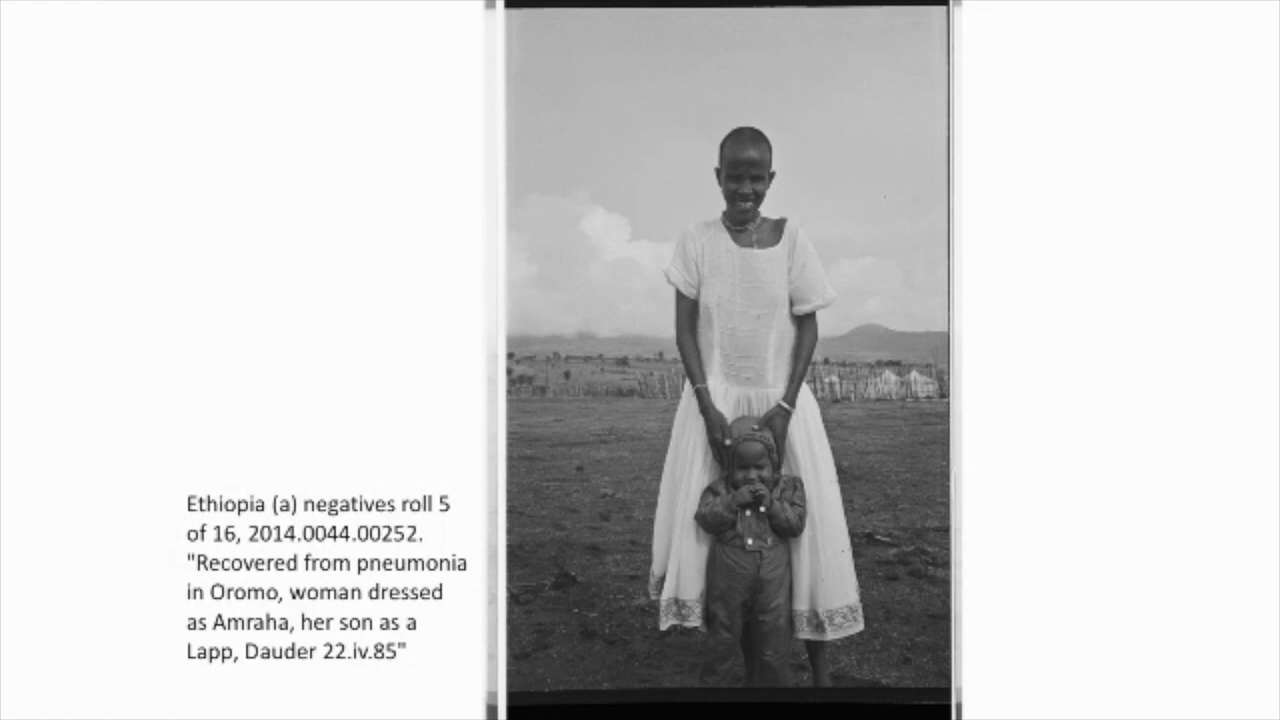 Ethiopia (a) negatives roll 5
of 16, 2014.0044.00252.
"Recovered from pneumonia
in Oromo, woman dressed
as Amraha, her son as a
Lapp, Dauder 22.iv.85"